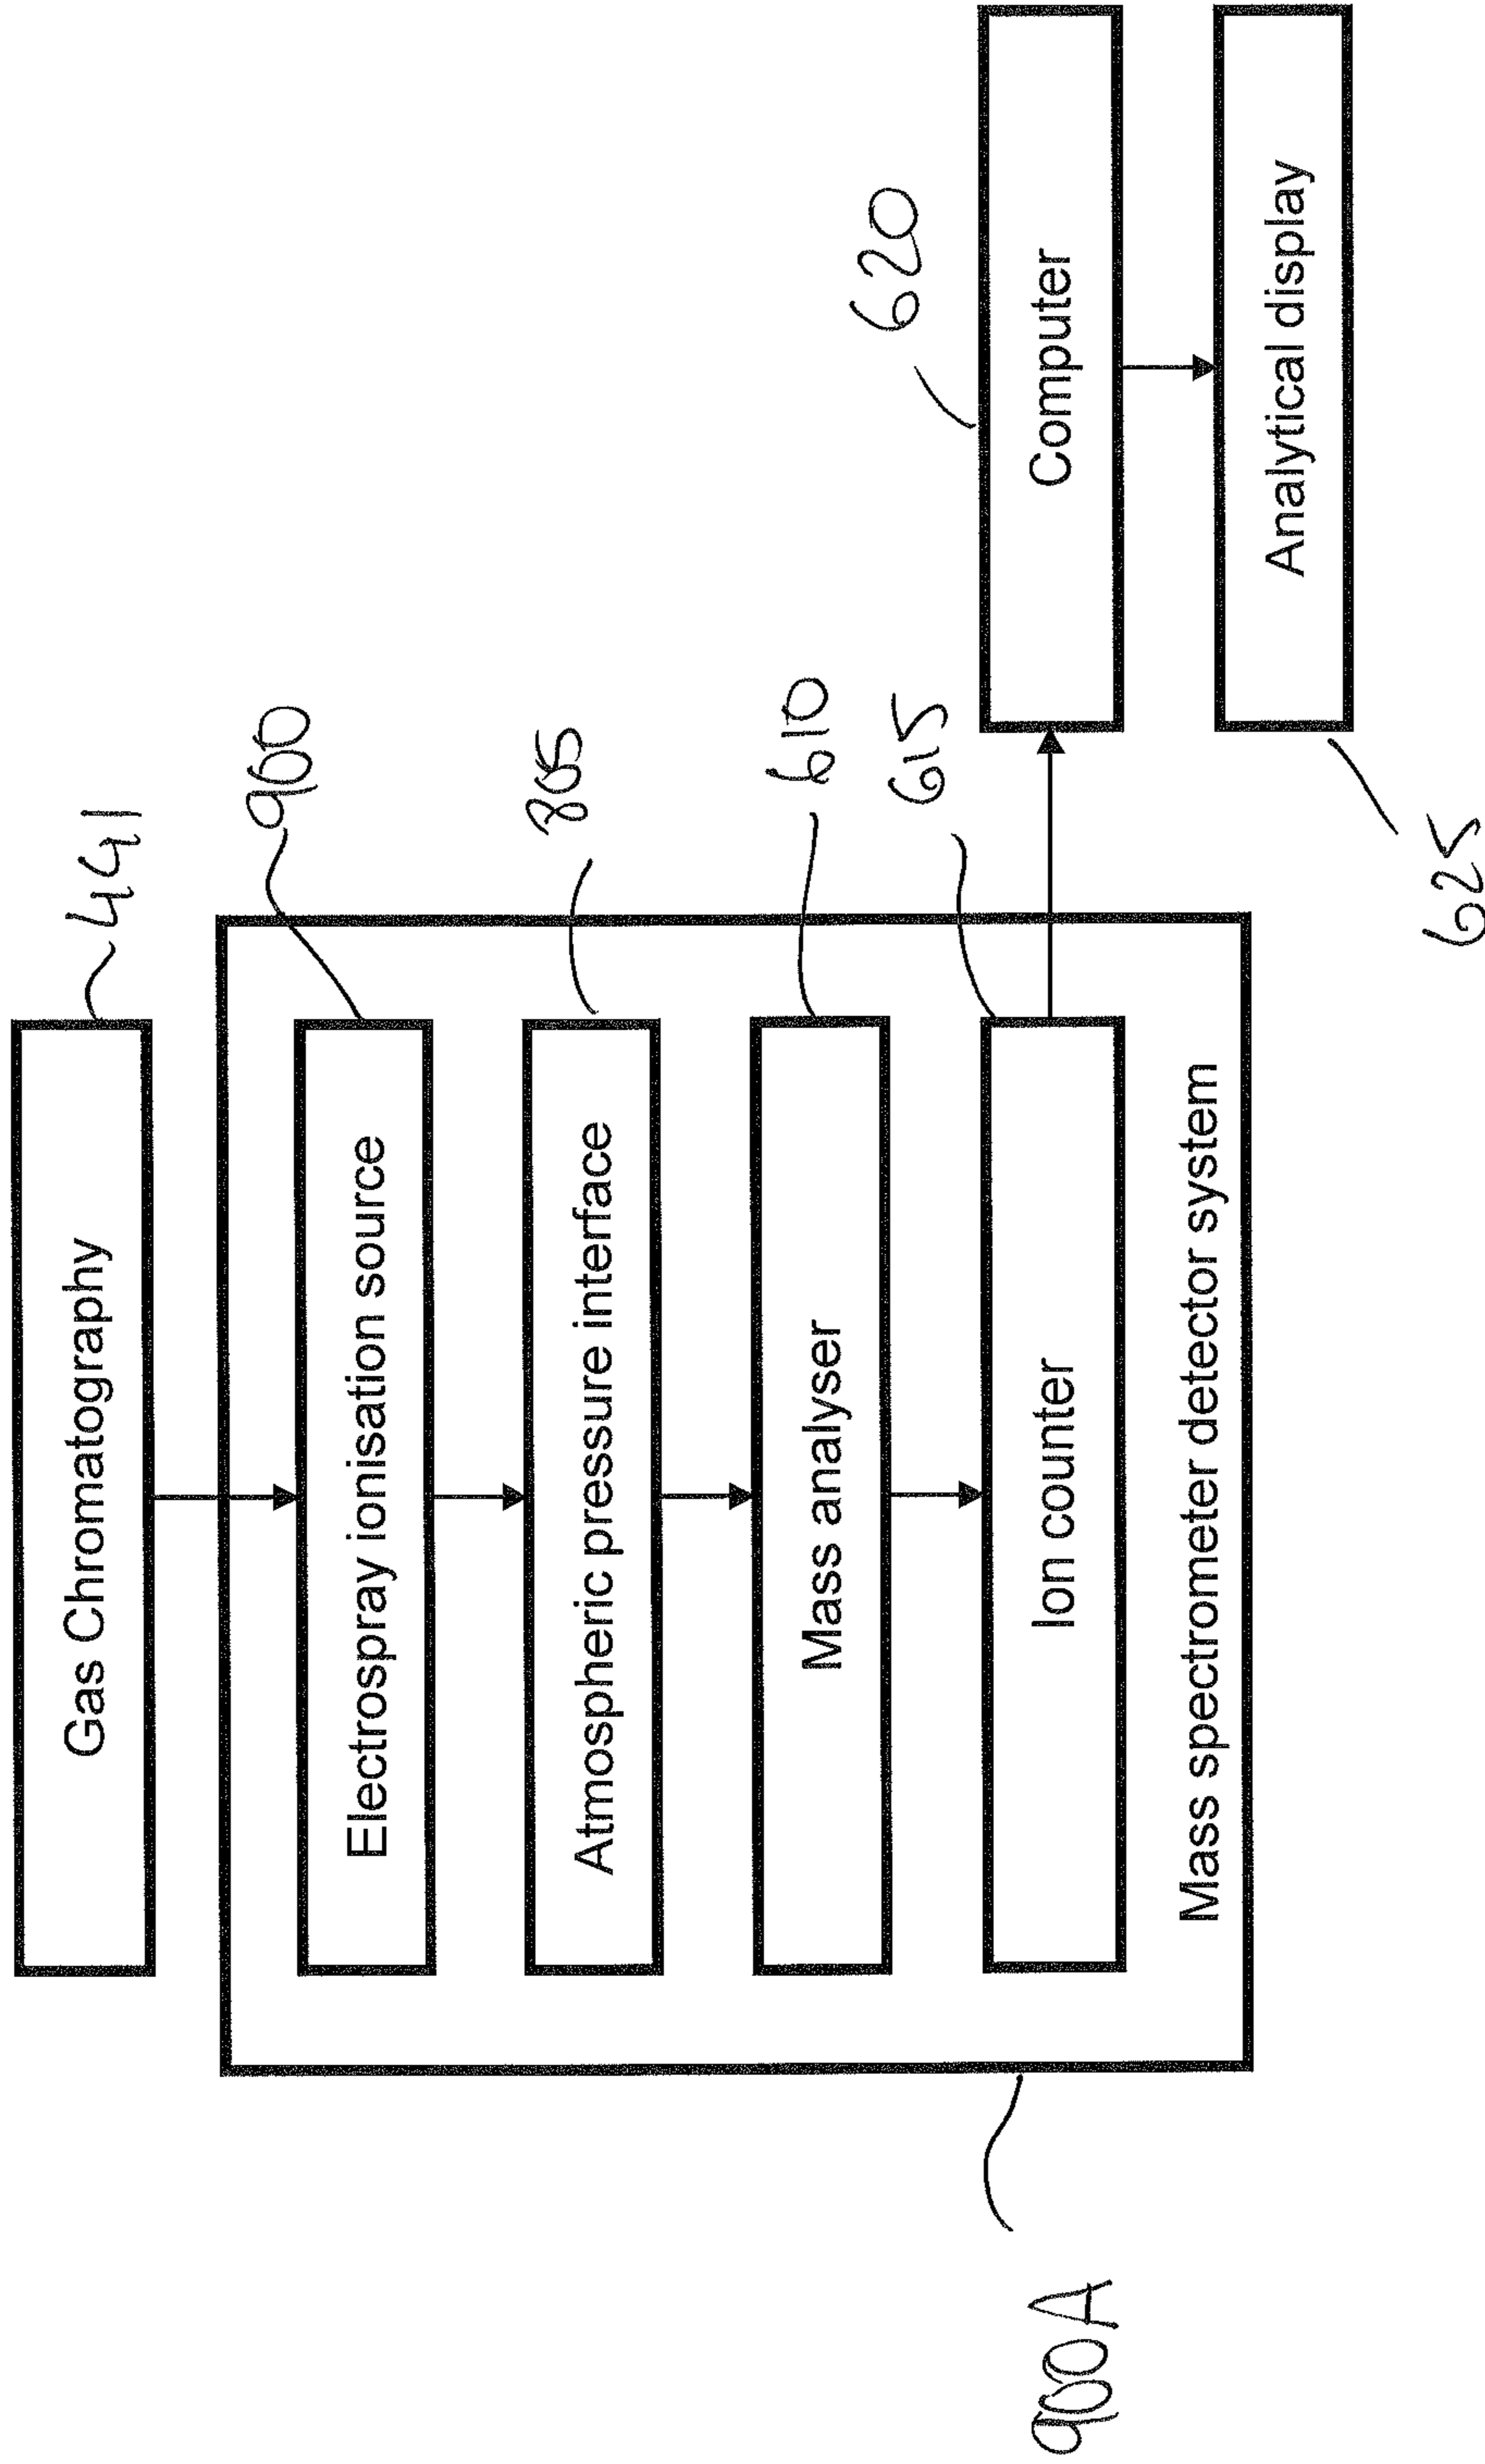 Gas Chromatography
441
Electrospray ionisation source
900
Atmospheric pressure interface
805
Mass analyser
610
Ion counter
615
Mass spectrometer detector system
900A
Computer
620
Analytical display
625